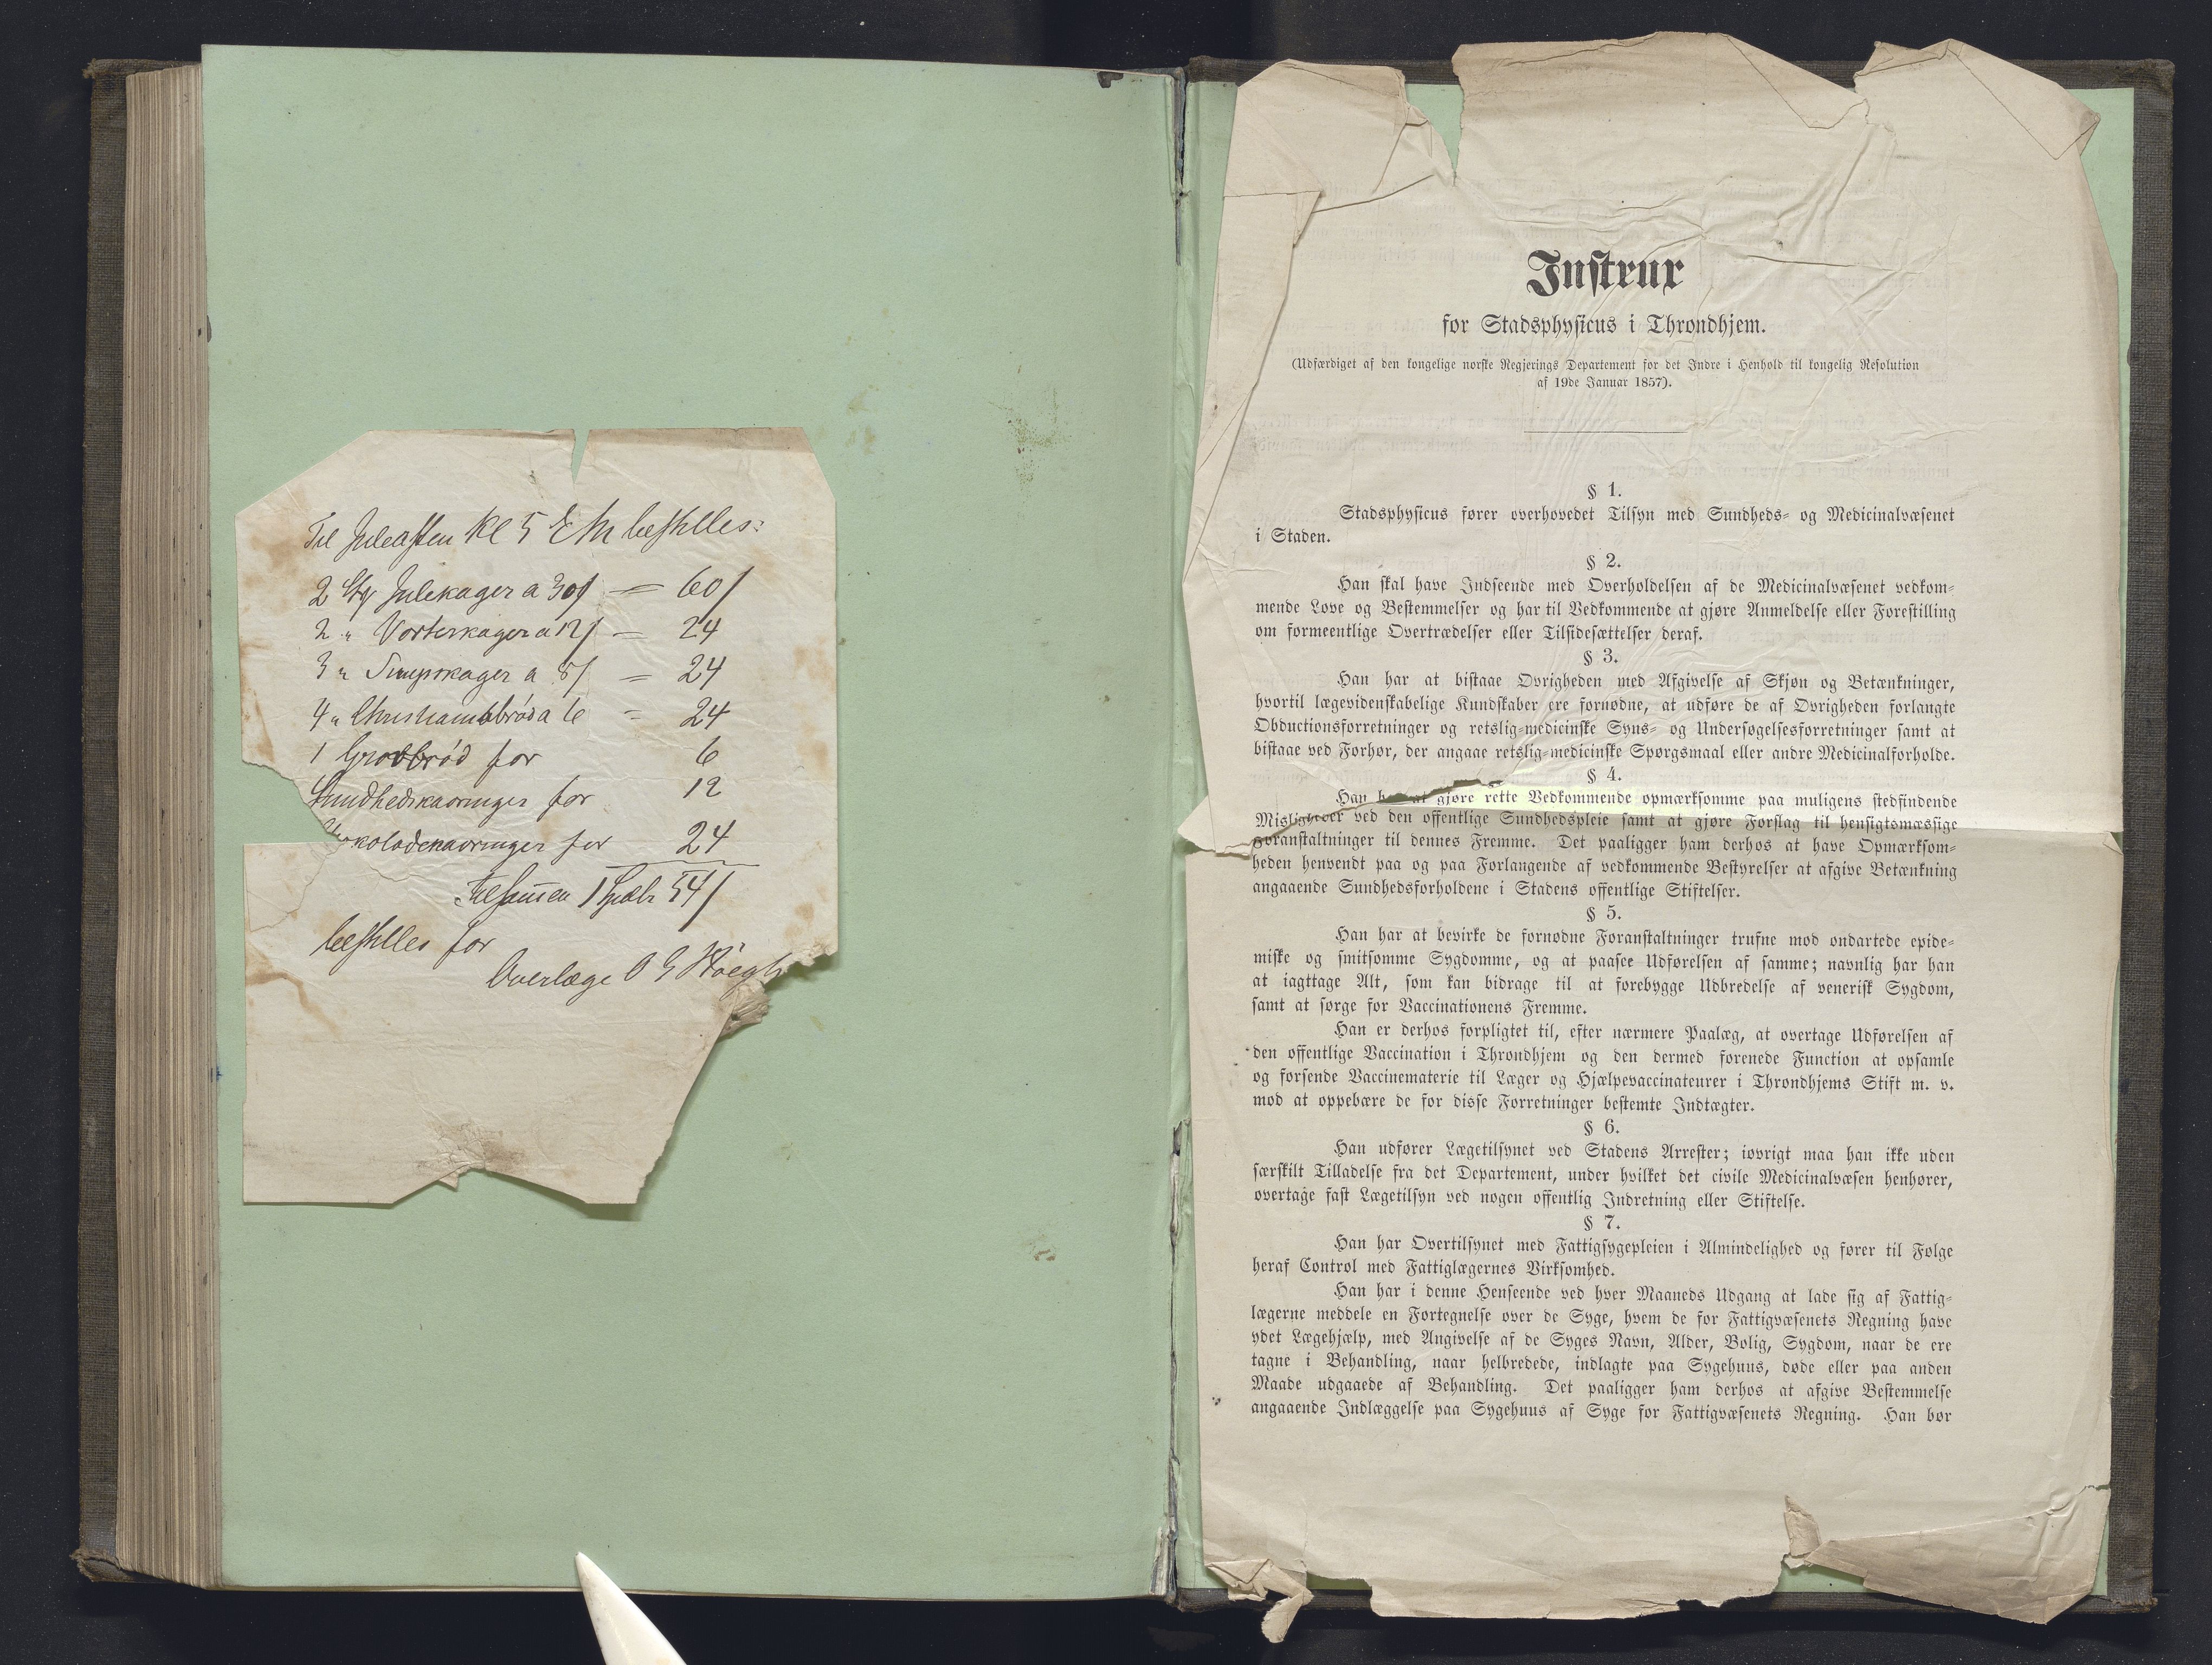 Til Juleaften Kl 5 E M bestilles:
2 Stg Julekager a 30ſ = 60ſ
2 " Vorterkager a 12ſ = 24
3 " Sirupskager a 8ſ = 24
4 " Christiansbrød a 6 = 24
1 Grovbrød for 6
Sundhedskavringer for 12
koladekavringer for 24
tilsamen 1 Spdlr 54ſ
bestilles for
Overlæge O G Høegh
Instrux
for Stadsphysicus i Throndhjem.
(Udfærdiget af den kongelige norske Regjerings Departement for det Indre i Henhold til kongelig Resolution
af 19de Januar 1857).
§ 1.
Stadsphysicus fører overhovedet Tilsyn med Sundheds- og Medicinalvæsenet
i Staden.
§ 2.
Han skal have Indseende med Overholdelsen af de Medicinalvæsenet vedkom-
mende Love og Bestemmelser og har til Vedkommende at gjøre Anmeldelse eller Forestilling
om formeentlige Overtrædelser eller Tilsidesættelser deraf.
§ 3.
Han har at bistaae Øvrigheden med Afgivelse af Skjøn og Betænkninger,
hvortil lægevidenskabelige Kundskaber ere fornødne, at udføre de af Øvrigheden forlangte
Obductionsforretninger og retslig-medicinske Syns- og Undersøgelsesforretninger samt at
bistaae ved Forhør, der angaae retslig-medicinske Spørgsmaal eller andre Medicinalforholde.
§ 4.
Han at gjøre rette Vedkommende opmærksomme paa muligens stedfindende
Misligheder ved den offentlige Sundhedspleie samt at gjøre Forslag til hensigtsmæssige
Foranstaltninger til dennes Fremme. Det paaligger ham derhos at have Opmærksom-
heden henvendt paa og paa Forlangende af vedkommende Bestyrelser at afgive Betænkning
angaaende Sundhedsforholdene i Stadens offentlige Stiftelser.
§ 5.
Han har at bevirke de fornødne Foranstaltninger trufne mod ondartede epide-
miske og smitsomme Sygdomme, og at paasee Udførelsen af samme; navnlig har han
at iagttage Alt, som kan bidrage til at forebygge Udbredelse af venerisk Sygdom,
samt at sørge for Vaccinationens Fremme.
Han er derhos forpligtet til, efter nærmere Paalæg, at overtage Udførelsen af
den offentlige Vaccination i Throndhjem og den dermed forenede Function at opsamle
og forsende Vaccinematerie til Læger og Hjælpevaccinateurer i Throndhjems Stift m. v.
mod at oppebære de for disse Forretninger bestemte Indtægter.
§ 6.
Han udfører Lægetilsynet ved Stadens Arrester; iøvrigt maa han ikke uden
særskilt Tilladelse fra det Departement, under hvilket det civile Medicinalvæsen henhører,
overtage fast Lægetilsyn ved nogen offentlig Indretning eller Stiftelse.
§ 7.
Han har Overtilsynet med Fattigsygepleien i Almindelighed og fører til Følge
heraf Control med Fattiglægernes Virksomhed.
Han har i denne Henseende ved hver Maaneds Udgang at lade sig af Fattig-
lægerne meddele en Fortegnelse over de Syge, hvem de for Fattigvæsenets Regning have
ydet Lægehjælp, med Angivelse af de Syges Navn, Alder, Bolig, Sygdom, naar de ere
tagne i Behandling, naar helbredede, indlagte paa Sygehuus, døde eller paa anden
Maade udgaaede af Behandling. Det paaligger ham derhos at afgive Bestemmelse
angaaende Indlæggelse paa Sygehuus af Syge for Fattigvæsenets Regning. Han bør